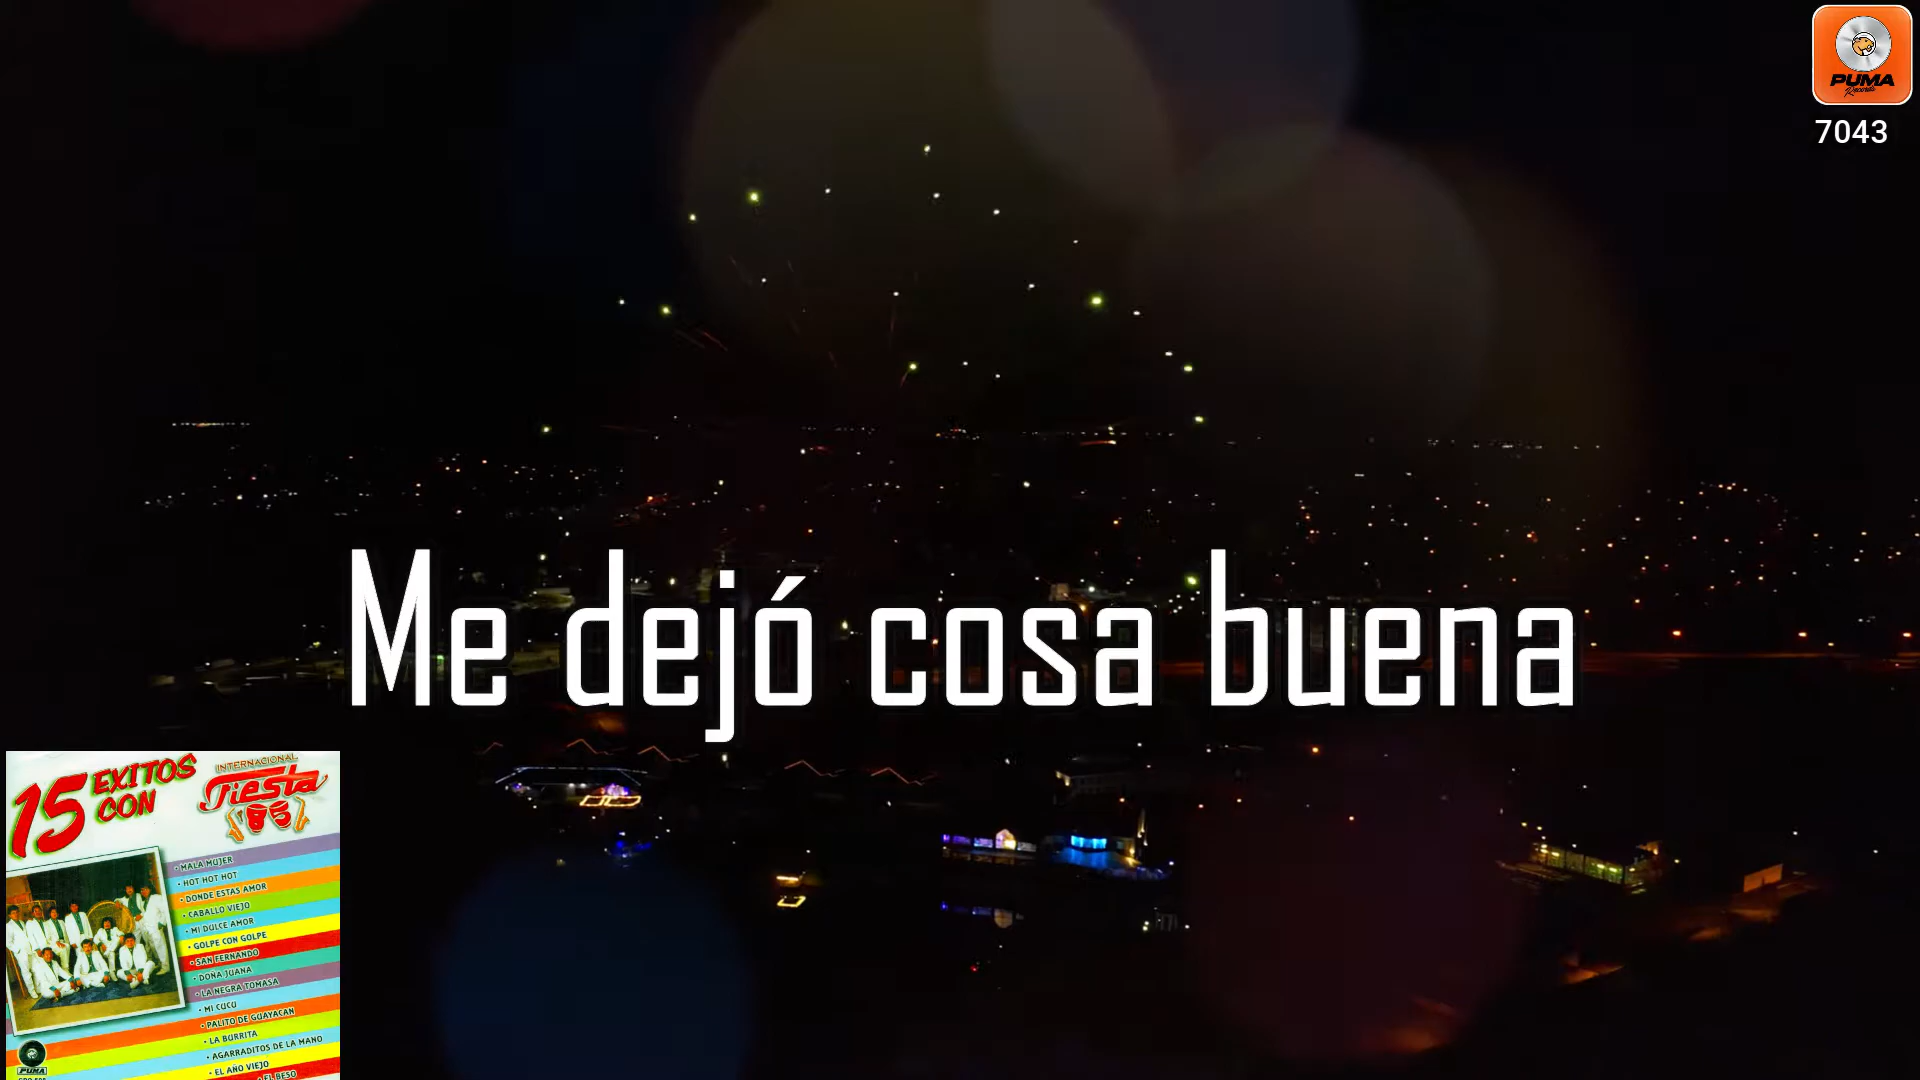 PUMA
Records
7043
Me dejó cosa buena
15 EXITOS
CON
INTERNACIONAL
Fiesta
85
• MALA MUJER
• HOT HOT HOT
• DONDE ESTAS AMOR
• CABALLO VIEJO
• MI DULCE AMOR
• GOLPE CON GOLPE
• SAN FERNANDO
• DOÑA JUANA
• LA NEGRA TOMASA
• MI CUCU
• PALITO DE GUAYACAN
• LA BURRITA
• AGARRADITOS DE LA MANO
• EL AÑO VIEJO
• EL BESO
PUMA